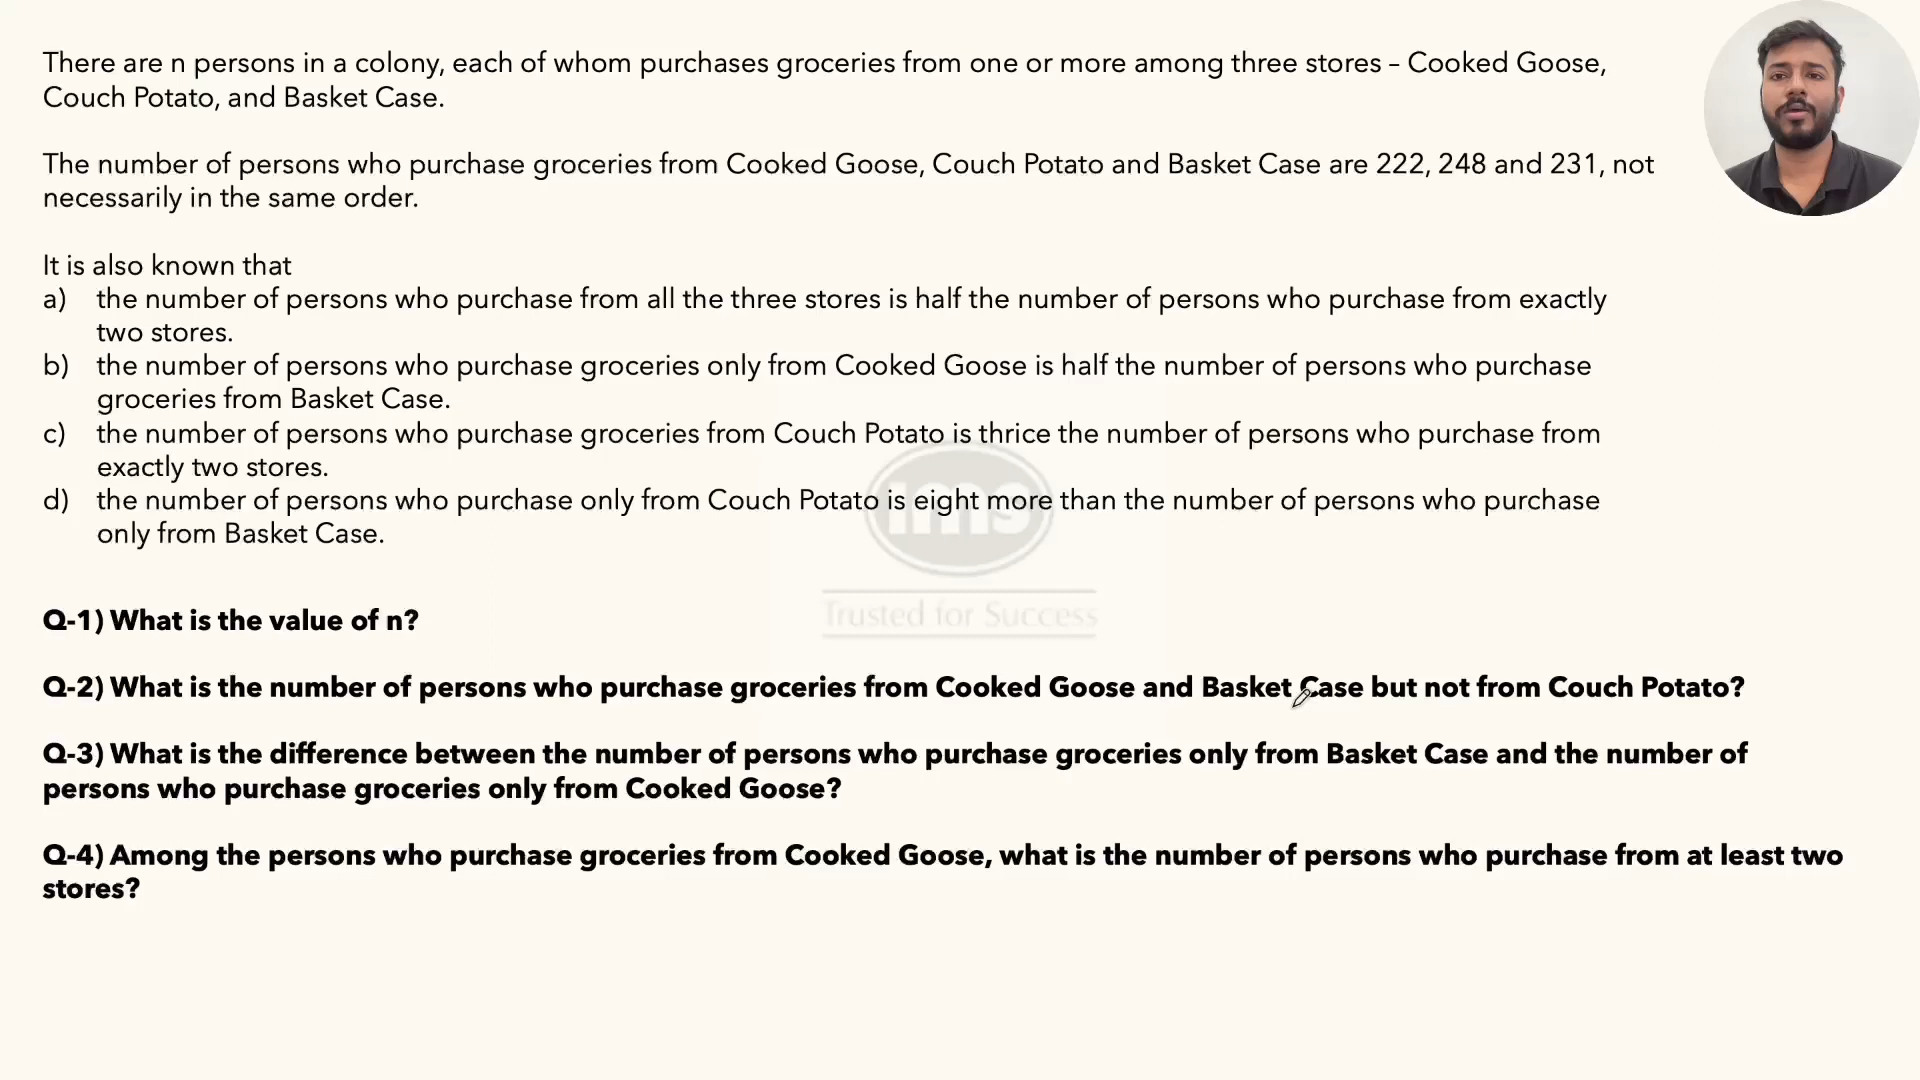 There are n persons in a colony, each of whom purchases groceries from one or more among three stores – Cooked Goose,
Couch Potato, and Basket Case.
The number of persons who purchase groceries from Cooked Goose, Couch Potato and Basket Case are 222, 248 and 231, not
necessarily in the same order.
It is also known that
a) the number of persons who purchase from all the three stores is half the number of persons who purchase from exactly
two stores.
b) the number of persons who purchase groceries only from Cooked Goose is half the number of persons who purchase
groceries from Basket Case.
c) the number of persons who purchase groceries from Couch Potato is thrice the number of persons who purchase from
exactly two stores.
d) the number of persons who purchase only from Couch Potato is eight more than the number of persons who purchase
only from Basket Case.
ims
Trusted for Success
Q-1) What is the value of n?
Q-2) What is the number of persons who purchase groceries from Cooked Goose and Basket Case but not from Couch Potato?
Q-3) What is the difference between the number of persons who purchase groceries only from Basket Case and the number of
persons who purchase groceries only from Cooked Goose?
Q-4) Among the persons who purchase groceries from Cooked Goose, what is the number of persons who purchase from at least two
stores?